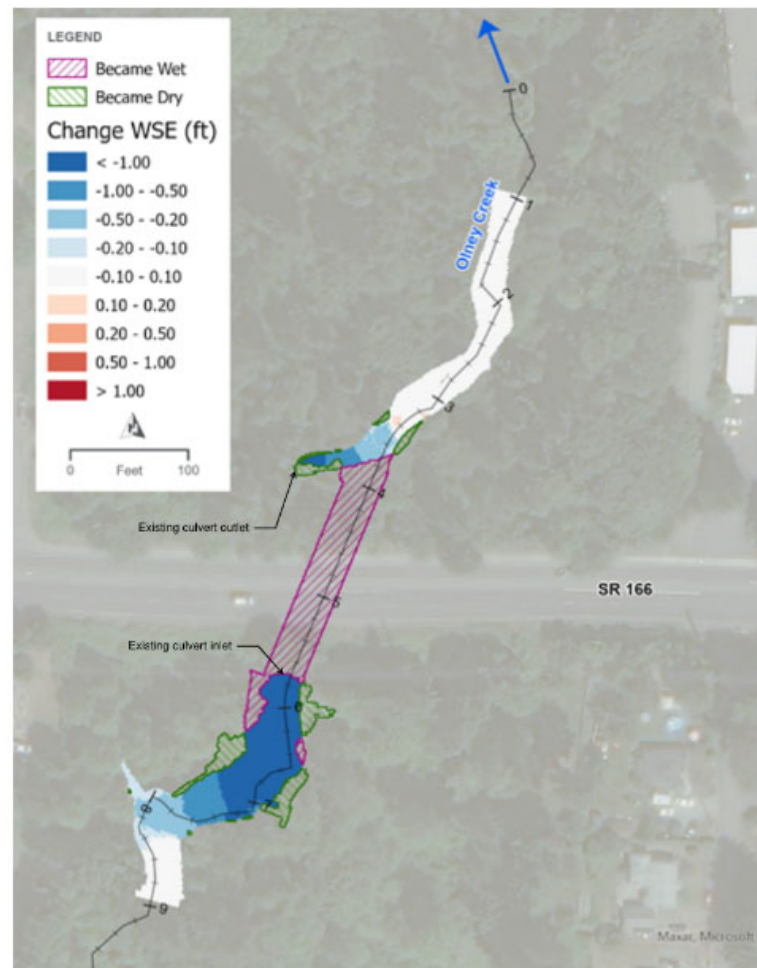 LEGEND
Became Wet
Became Dry
Change WSE (ft)
< -1.00
-1.00 - -0.50
-0.50 - -0.20
-0.20 - -0.10
-0.10 - 0.10
0.10 - 0.20
0.20 - 0.50
0.50 - 1.00
> 1.00
N
0 100
Feet
0
1
Olney Creek
2
3
4
Existing culvert outlet
SR 166
5
Existing culvert inlet
6
7
8
9
Maxar, Microsoft